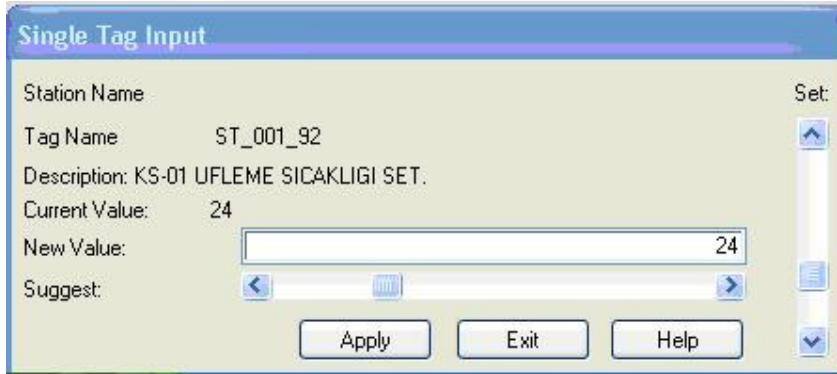 Single Tag Input
Station Name
Set:
Tag Name ST_001_92
Description: KS-01 UFLEME SICAKLIGI SET.
Current Value: 24
New Value: 24
Suggest:
Apply Exit Help